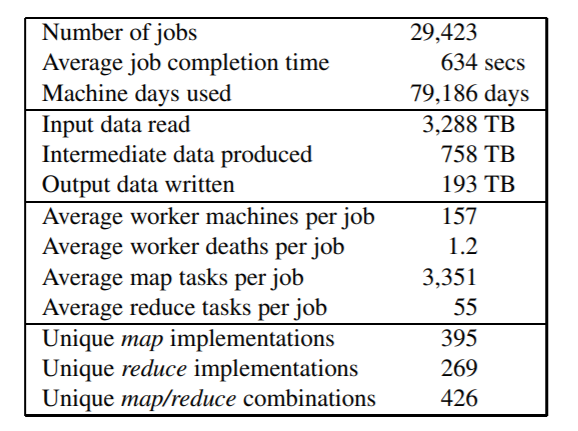 Number of jobs 29,423
Average job completion time 634 secs
Machine days used 79,186 days
Input data read 3,288 TB
Intermediate data produced 758 TB
Output data written 193 TB
Average worker machines per job 157
Average worker deaths per job 1.2
Average map tasks per job 3,351
Average reduce tasks per job 55
Unique map implementations 395
Unique reduce implementations 269
Unique map/reduce combinations 426